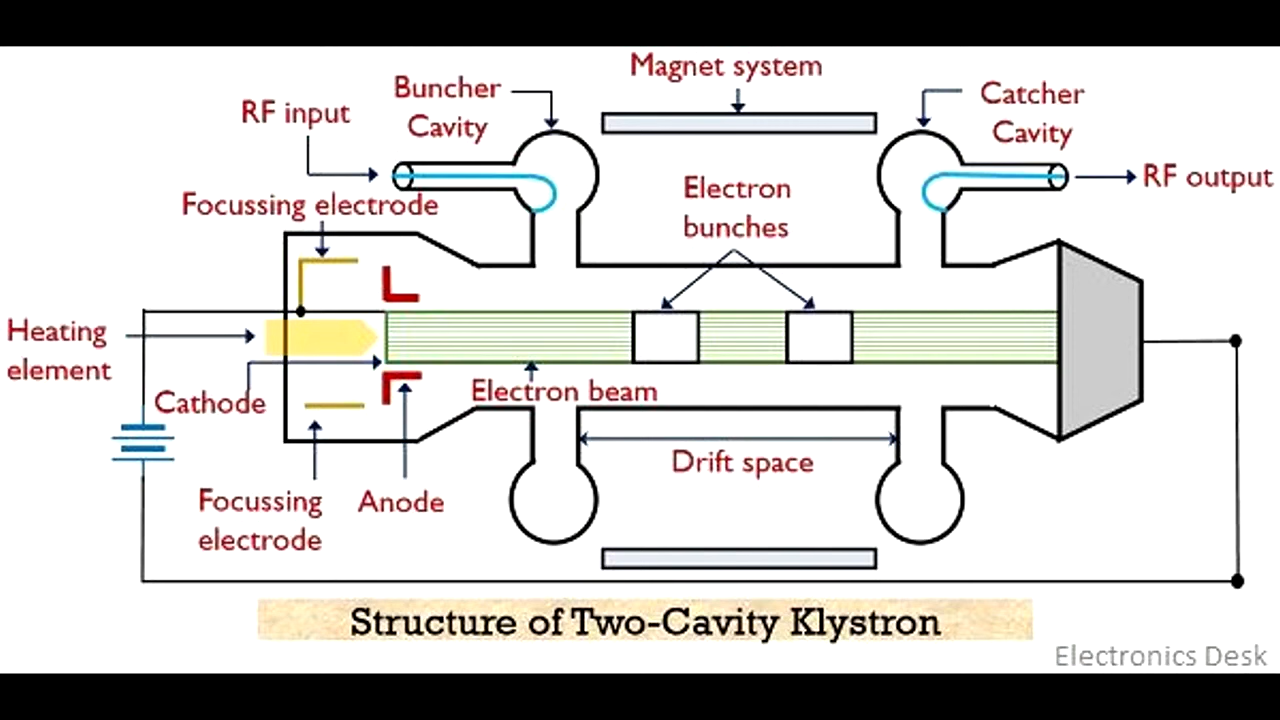 Magnet system
Buncher
Cavity
Catcher
Cavity
RF input
RF output
Electron
bunches
Focussing electrode
Heating
element
Cathode
Electron beam
Drift space
Focussing
electrode
Anode
Structure of Two-Cavity Klystron
Electronics Desk